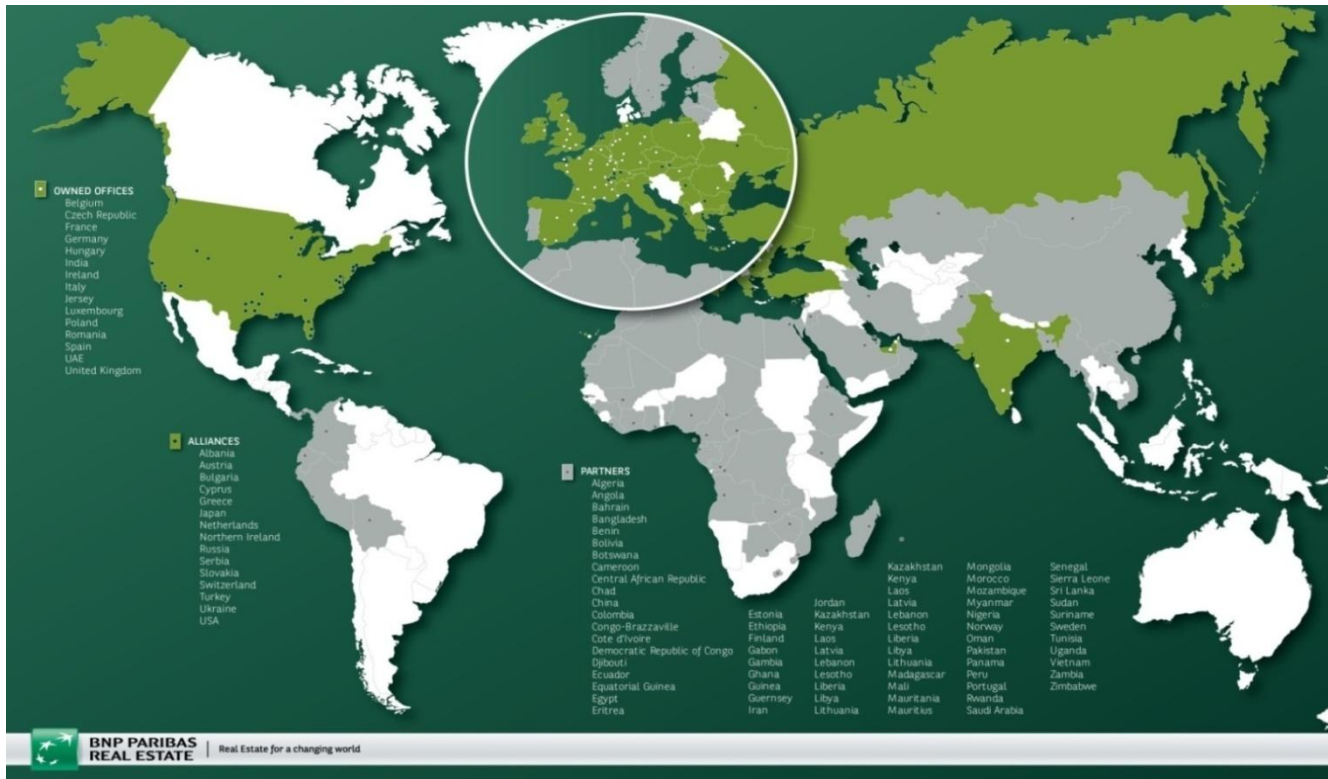 OWNED OFFICES
Belgium
Czech Republic
France
Germany
Hungary
India
Ireland
Italy
Jersey
Luxembourg
Poland
Romania
Spain
UAE
United Kingdom
ALLIANCES
Albania
Austria
Bulgaria
Cyprus
Greece
Japan
Netherlands
Northern Ireland
Russia
Serbia
Slovakia
Switzerland
Turkey
Ukraine
USA
PARTNERS
Algeria
Angola
Bahrain
Bangladesh
Benin
Bolivia
Botswana
Cameroon
Central African Republic
Chad
China
Colombia
Congo-Brazzaville
Cote d'Ivoire
Democratic Republic of Congo
Djibouti
Ecuador
Equatorial Guinea
Egypt
Eritrea
Estonia
Ethiopia
Finland
Gabon
Gambia
Ghana
Guinea
Guernsey
Iran
Jordan
Kazakhstan
Kenya
Laos
Latvia
Lebanon
Lesotho
Liberia
Libya
Lithuania
Kazakhstan
Kenya
Laos
Latvia
Lebanon
Lesotho
Liberia
Libya
Lithuania
Madagascar
Mali
Mauritania
Mauritius
Mongolia
Morocco
Mozambique
Myanmar
Nigeria
Norway
Oman
Pakistan
Panama
Peru
Portugal
Rwanda
Saudi Arabia
Senegal
Sierra Leone
Sri Lanka
Sudan
Suriname
Sweden
Tunisia
Uganda
Vietnam
Zambia
Zimbabwe
BNP PARIBAS
REAL ESTATE
Real Estate for a changing world